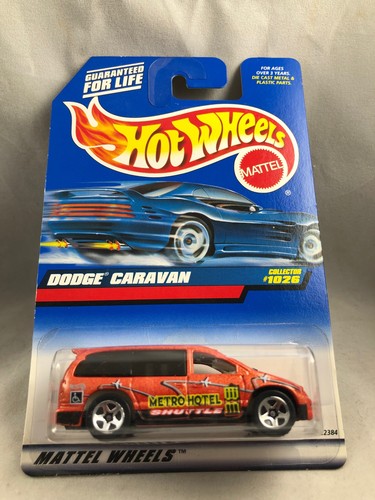 GUARANTEED
FOR LIFE
FOR AGES
OVER 3 YEARS.
DIE CAST METAL &
PLASTIC PARTS.
HOT WHEELS
MATTEL
®
DODGE® CARAVAN
COLLECTOR
#1026
METRO HOTEL
SHUTTLE
2384
MATTEL WHEELS™